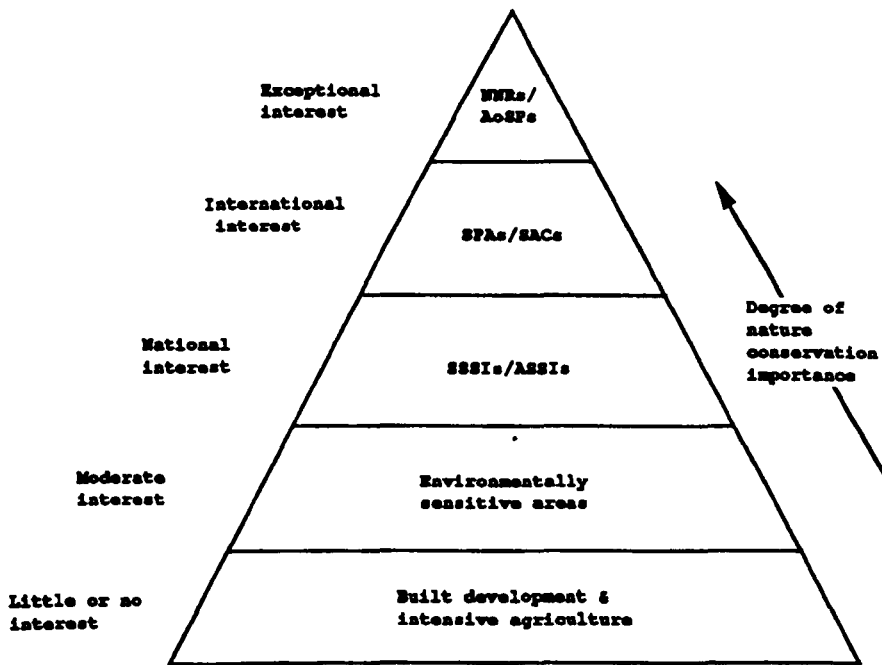 Exceptional
interest
NNRs/
AoSPs
International
interest
SPAs/SACs
National
interest
SSSIs/ASSIs
Degree of
nature
conservation
importance
Moderate
interest
Environmentally
sensitive areas
Little or no
interest
Built development &
intensive agriculture